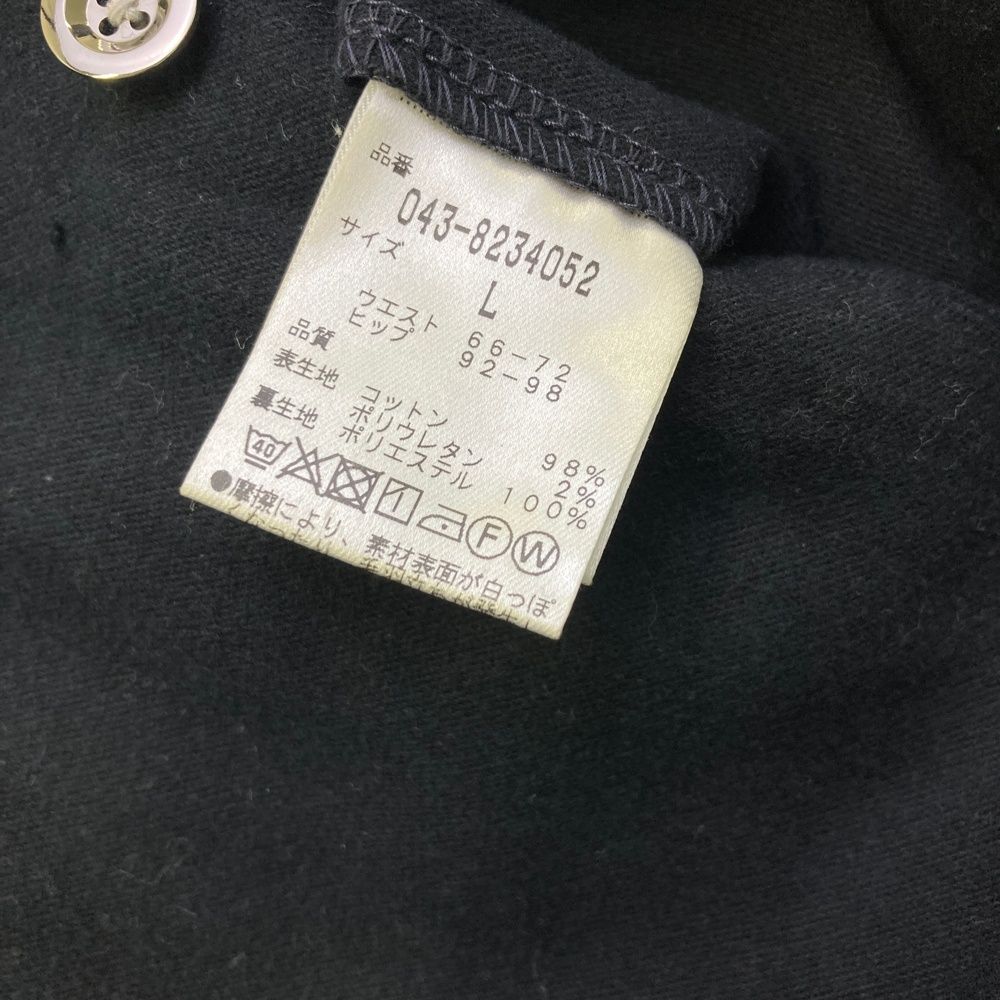 品番
043-8234052
サイズ L
ウエスト 66-72
ヒップ 92-98
品質
表生地 コットン 98%
ポリウレタン 2%
裏生地 ポリエステル 100%
40 F W
●摩擦により、素材表面が白っぽ